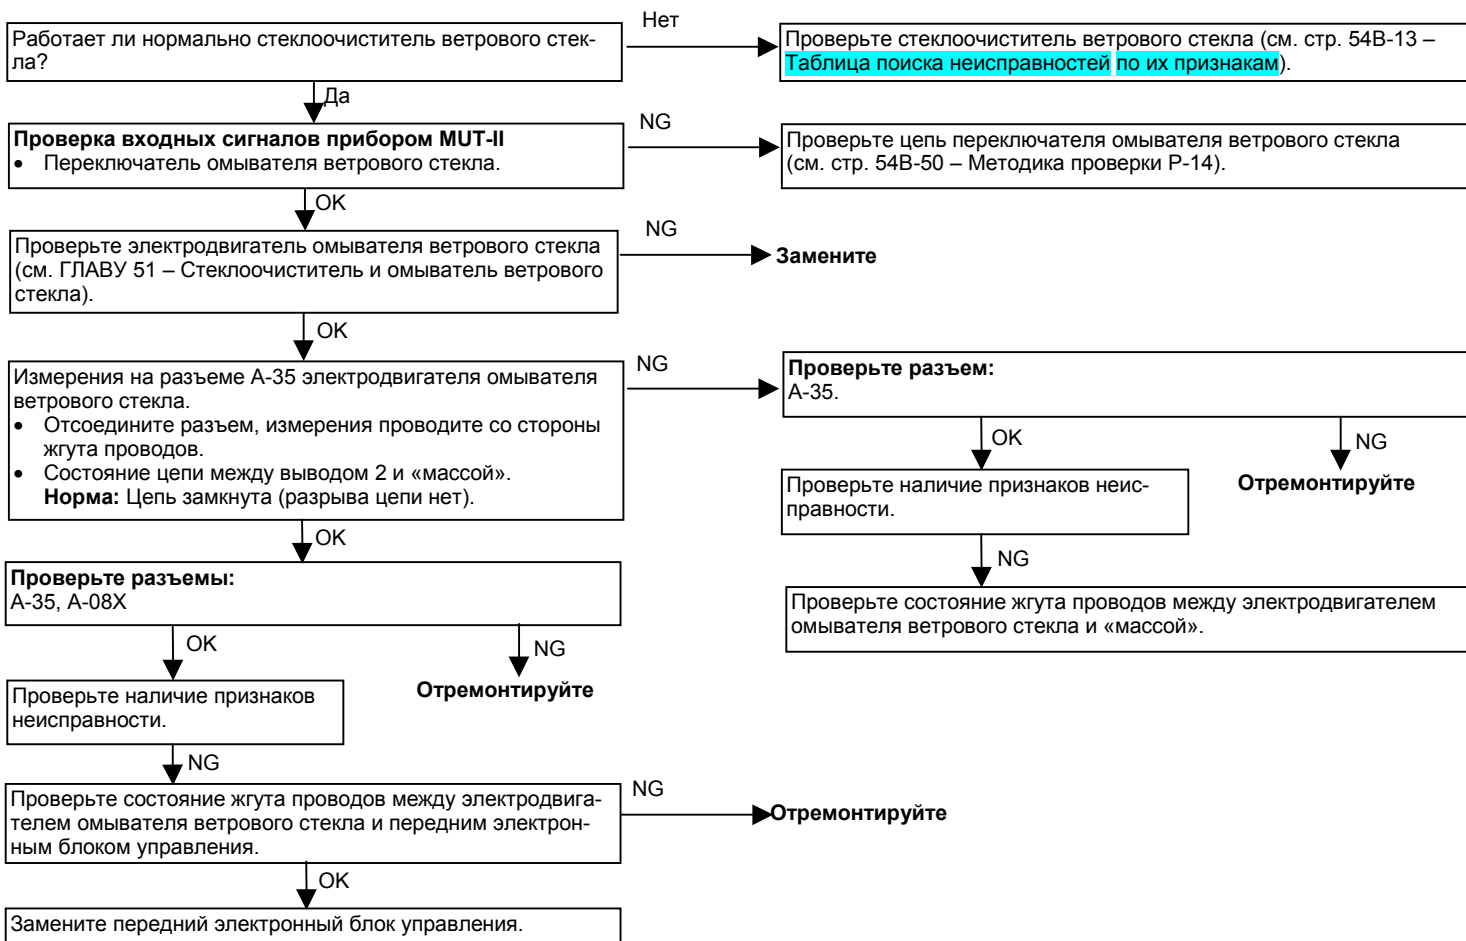 Нет
Работает ли нормально стеклоочиститель ветрового стек-
ла?
Проверьте стеклоочиститель ветрового стекла (см. стр. 54B-13 –
Таблица поиска неисправностей по их признакам).
Да
Проверка входных сигналов прибором MUT-II
• Переключатель омывателя ветрового стекла.
NG
Проверьте цепь переключателя омывателя ветрового стекла
(см. стр. 54B-50 – Методика проверки P-14).
OK
Проверьте электродвигатель омывателя ветрового стекла
(см. ГЛАВУ 51 – Стеклоочиститель и омыватель ветрового
стекла).
NG
Замените
OK
Измерения на разъеме A-35 электродвигателя омывателя
ветрового стекла.
• Отсоедините разъем, измерения проводите со стороны
жгута проводов.
• Состояние цепи между выводом 2 и «массой».
Норма: Цепь замкнута (разрыва цепи нет).
NG
Проверьте разъем:
A-35.
OK
NG
Проверьте наличие признаков неис-
правности.
Отремонтируйте
NG
Проверьте состояние жгута проводов между электродвигателем
омывателя ветрового стекла и «массой».
OK
Проверьте разъемы:
A-35, A-08X
OK
NG
Проверьте наличие признаков
неисправности.
Отремонтируйте
NG
Проверьте состояние жгута проводов между электродвига-
телем омывателя ветрового стекла и передним электрон-
ным блоком управления.
NG
Отремонтируйте
OK
Замените передний электронный блок управления.